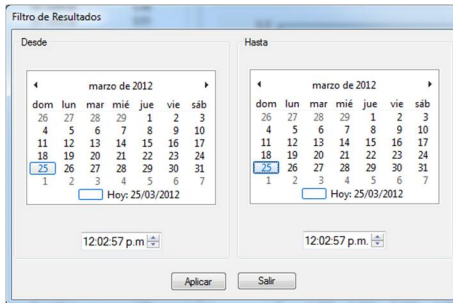 Filtro de Resultados
Desde
Hasta
marzo de 2012
dom lun mar mié jue vie sáb
26 27 28 29 1 2 3
4 5 6 7 8 9 10
11 12 13 14 15 16 17
18 19 20 21 22 23 24
25 26 27 28 29 30 31
1 2 3 4 5 6 7
Hoy: 25/03/2012
marzo de 2012
dom lun mar mié jue vie sáb
26 27 28 29 1 2 3
4 5 6 7 8 9 10
11 12 13 14 15 16 17
18 19 20 21 22 23 24
25 26 27 28 29 30 31
1 2 3 4 5 6 7
Hoy: 25/03/2012
12:02:57 p.m
12:02:57 p.m.
Aplicar
Salir